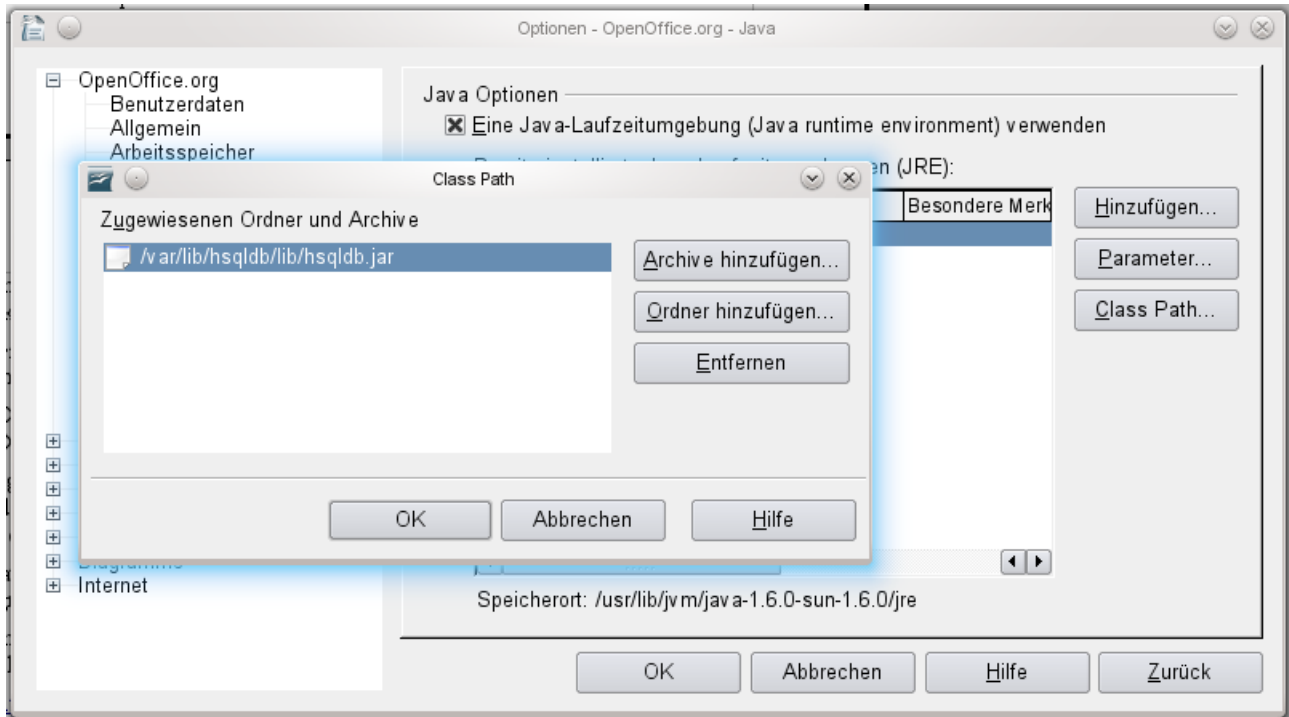 Optionen - OpenOffice.org - Java
OpenOffice.org
Benutzerdaten
Allgemein
Arbeitsspeicher
Internet
Java Optionen
Eine Java-Laufzeitumgebung (Java runtime environment) verwenden
(JRE):
Besondere Merk
Hinzufügen...
Parameter...
Class Path...
Class Path
Zugewiesenen Ordner und Archive
/var/lib/hsqldb/lib/hsqldb.jar
Archive hinzufügen...
Ordner hinzufügen...
Entfernen
OK Abbrechen Hilfe
Speicherort: /usr/lib/jvm/java-1.6.0-sun-1.6.0/jre
OK Abbrechen Hilfe Zurück